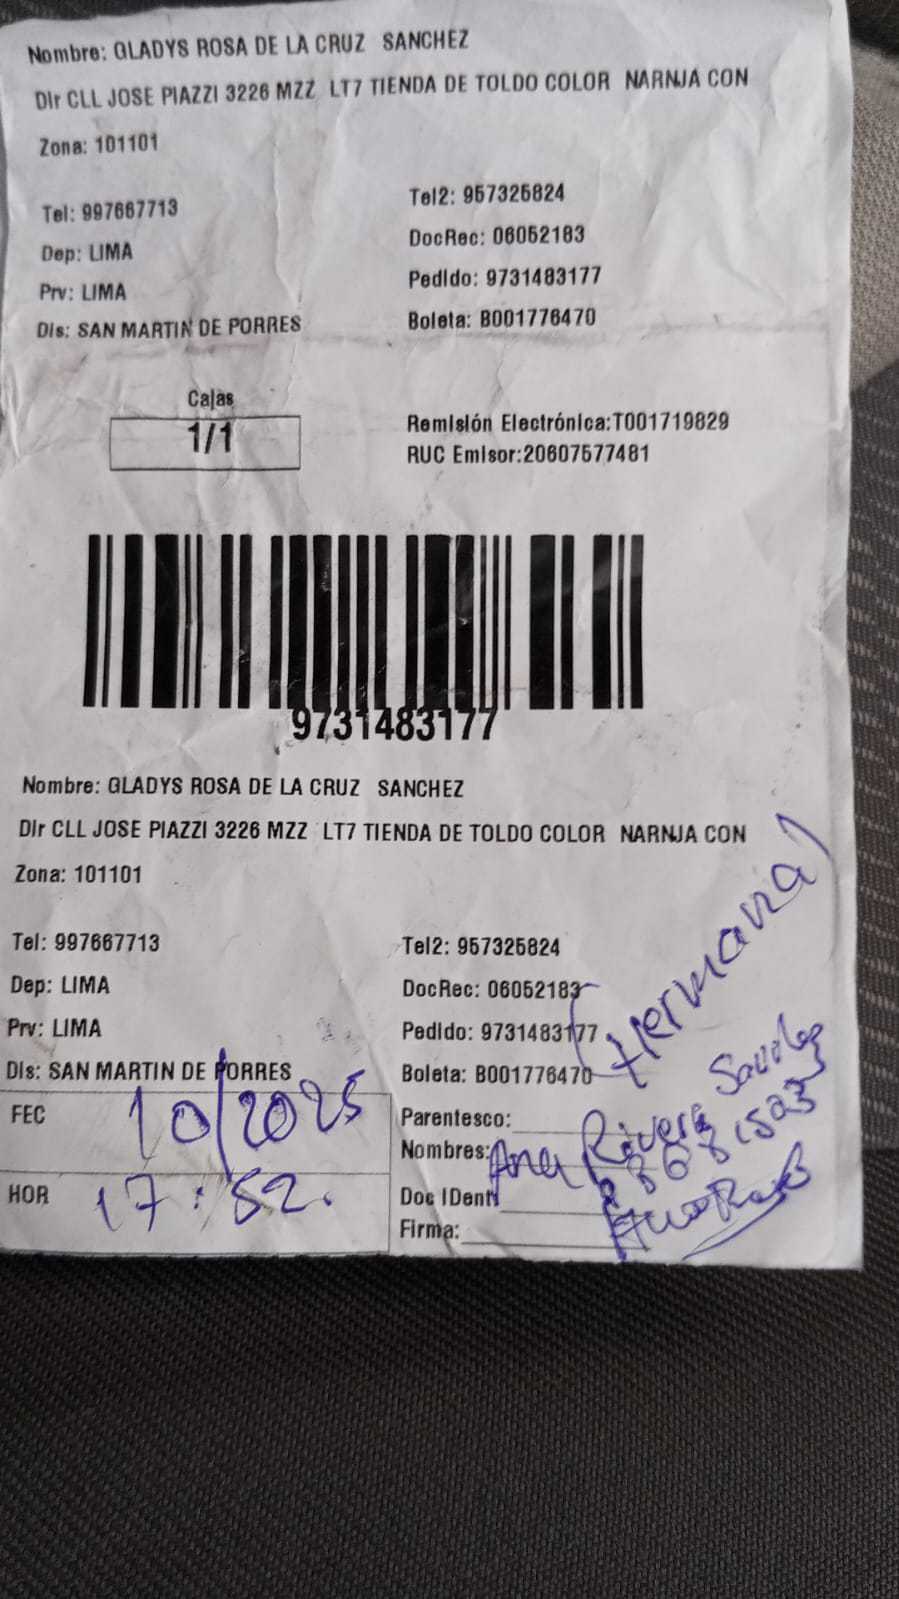 Nombre: GLADYS ROSA DE LA CRUZ SANCHEZ
Dir CLL JOSE PIAZZI 3226 MZZ LT7 TIENDA DE TOLDO COLOR NARNJA CON
Zona: 101101
Tel: 997667713
Tel2: 957325824
Dep: LIMA
DocRec: 06052183
Prv: LIMA
Pedido: 9731483177
Dis: SAN MARTIN DE PORRES
Boleta: B001776470
Cajas
1/1
Remisión Electrónica:T001719829
RUC Emisor:20607577481
9731483177
Nombre: GLADYS ROSA DE LA CRUZ SANCHEZ
Dir CLL JOSE PIAZZI 3226 MZZ LT7 TIENDA DE TOLDO COLOR NARNJA CON
Zona: 101101
Tel: 997667713
Tel2: 957325824
Dep: LIMA
DocRec: 06052183
Prv: LIMA
Pedido: 9731483177
Dis: SAN MARTIN DE PORRES
Boleta: B001776470
(Hermana)
FEC 10/2025
Parentesco:
Nombres: Ana Rivera
HOR 17:52.
Doc IDenti
Firma: